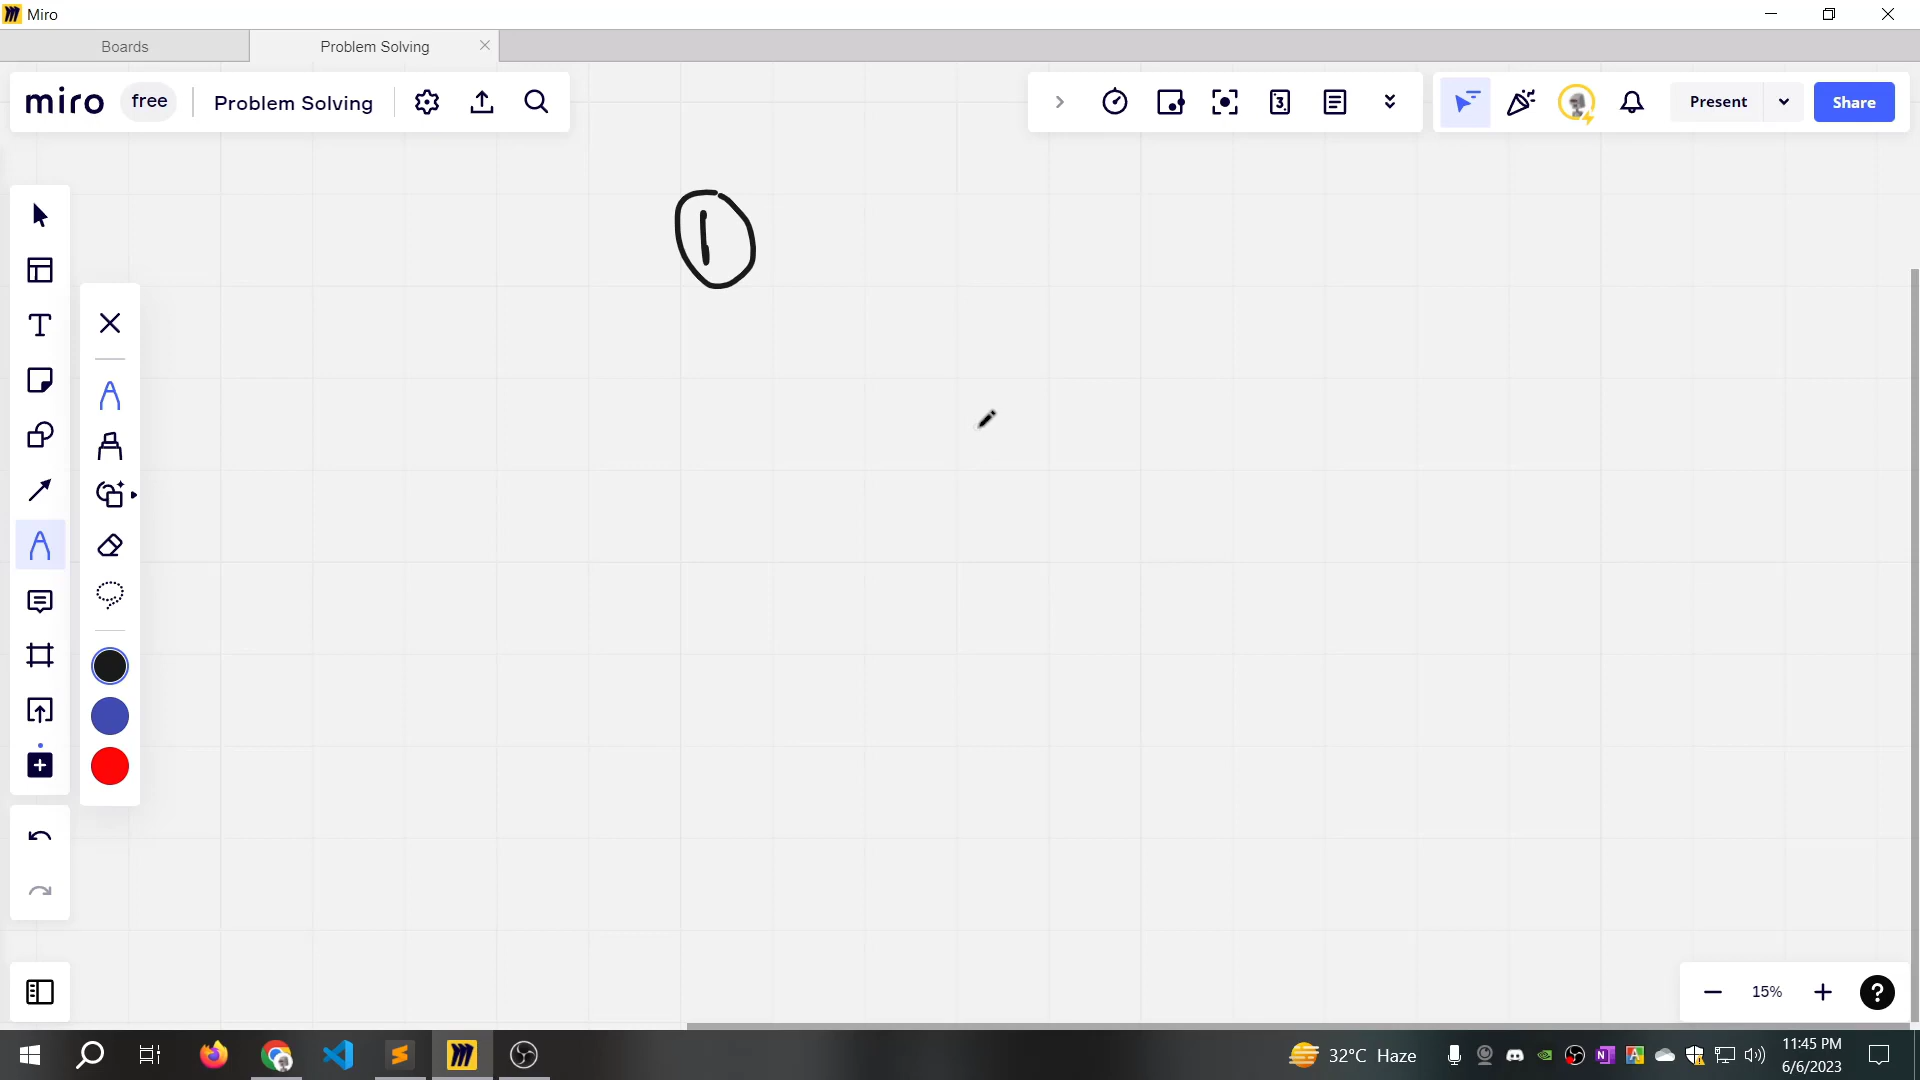 Miro
Boards
Problem Solving
miro free Problem Solving
3
Present
Share
1
15%
?
32°C Haze
11:45 PM
6/6/2023